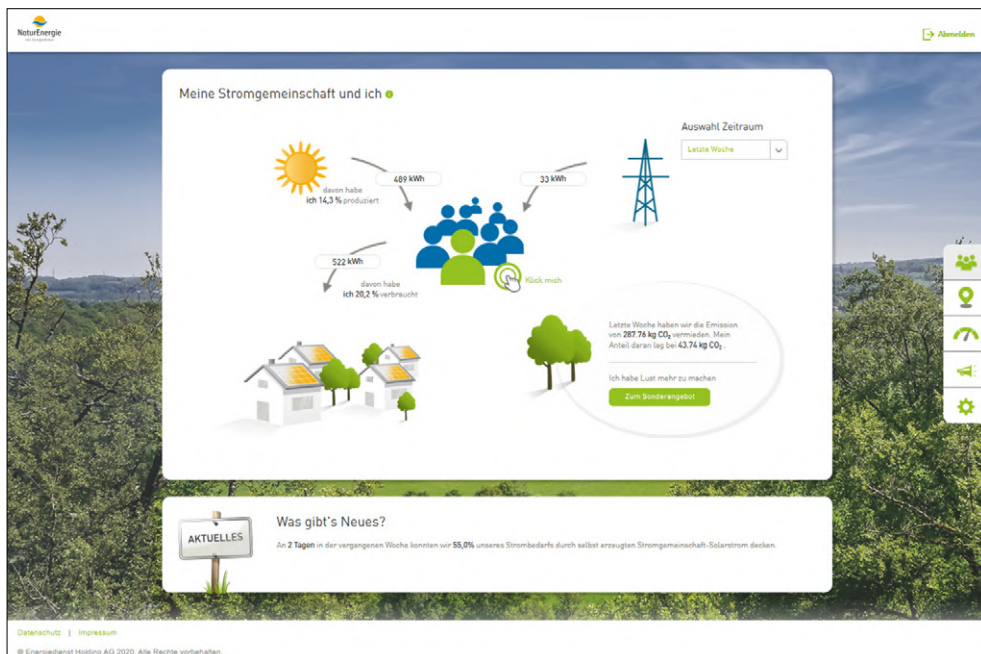 NaturEnergie
Abmelden
Meine Stromgemeinschaft und ich
Auswahl Zeitraum
Letzte Woche
489 kWh
33 kWh
davon habe
ich 14,3 % produziert
522 kWh
Klick mich
davon habe
ich 20,2 % verbraucht
Letzte Woche haben wir die Emission
von 287.76 kg CO₂ vermieden. Mein
Anteil daran lag bei 43.74 kg CO₂ .
Ich habe Lust mehr zu machen
Zum Sonderangebot
AKTUELLES
Was gibt's Neues?
An 2 Tagen in der vergangenen Woche konnten wir 55,0% unseres Strombedarfs durch selbst erzeugten Stromgemeinschaft-Solarstrom decken.
Datenschutz | Impressum
© Energiedienst Holding AG 2020. Alle Rechte vorbehalten.